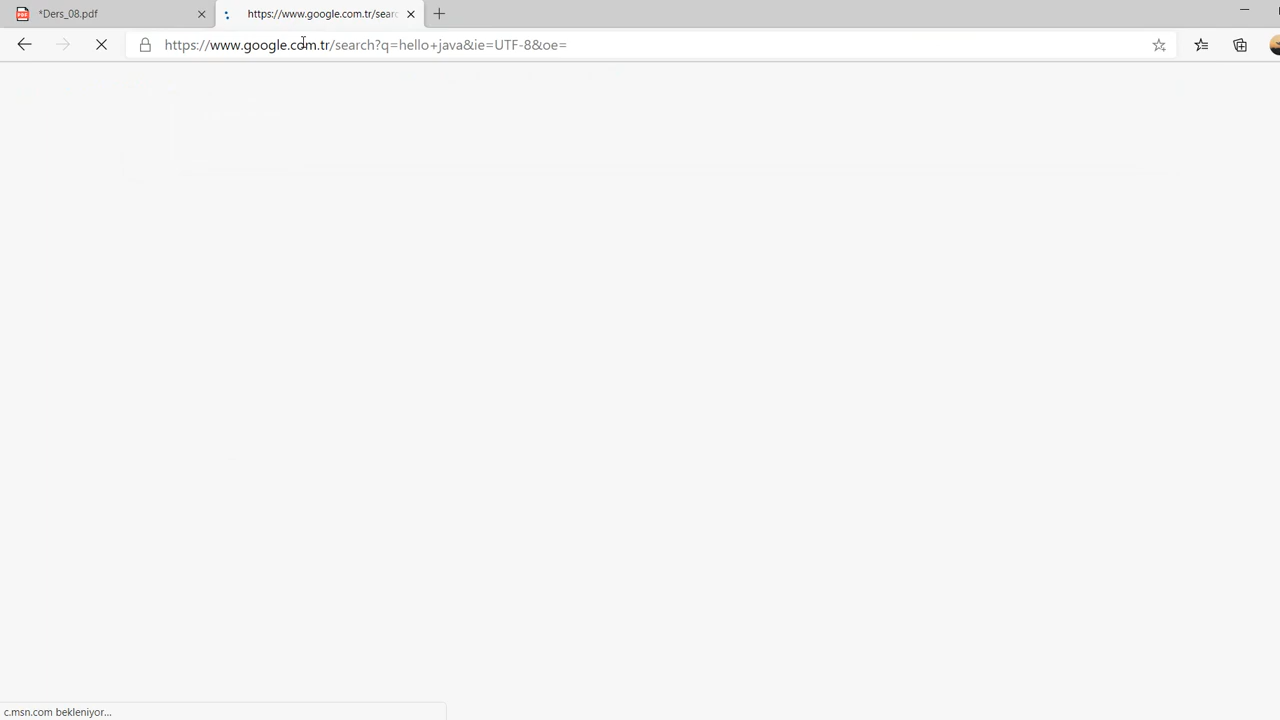 *Ders_08.pdf
https://www.google.com.tr/sear
https://www.google.com.tr/search?q=hello+java&ie=UTF-8&oe=
c.msn.com bekleniyor...